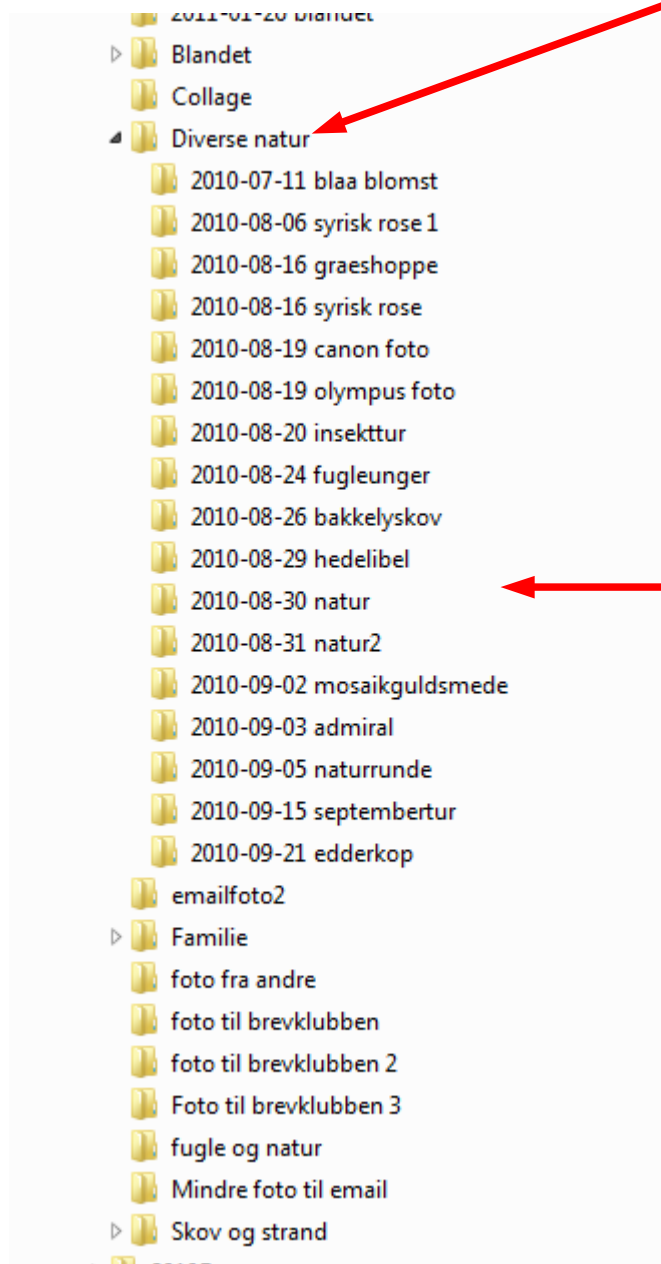 2011-01-20 blandet
Blandet
Collage
Diverse natur
2010-07-11 blaa blomst
2010-08-06 syrisk rose 1
2010-08-16 graeshoppe
2010-08-16 syrisk rose
2010-08-19 canon foto
2010-08-19 olympus foto
2010-08-20 insekttur
2010-08-24 fugleunger
2010-08-26 bakkelyskov
2010-08-29 hedelibel
2010-08-30 natur
2010-08-31 natur2
2010-09-02 mosaikguldsmede
2010-09-03 admiral
2010-09-05 naturrunde
2010-09-15 septembertur
2010-09-21 edderkop
emailfoto2
Familie
foto fra andre
foto til brevklubben
foto til brevklubben 2
Foto til brevklubben 3
fugle og natur
Mindre foto til email
Skov og strand